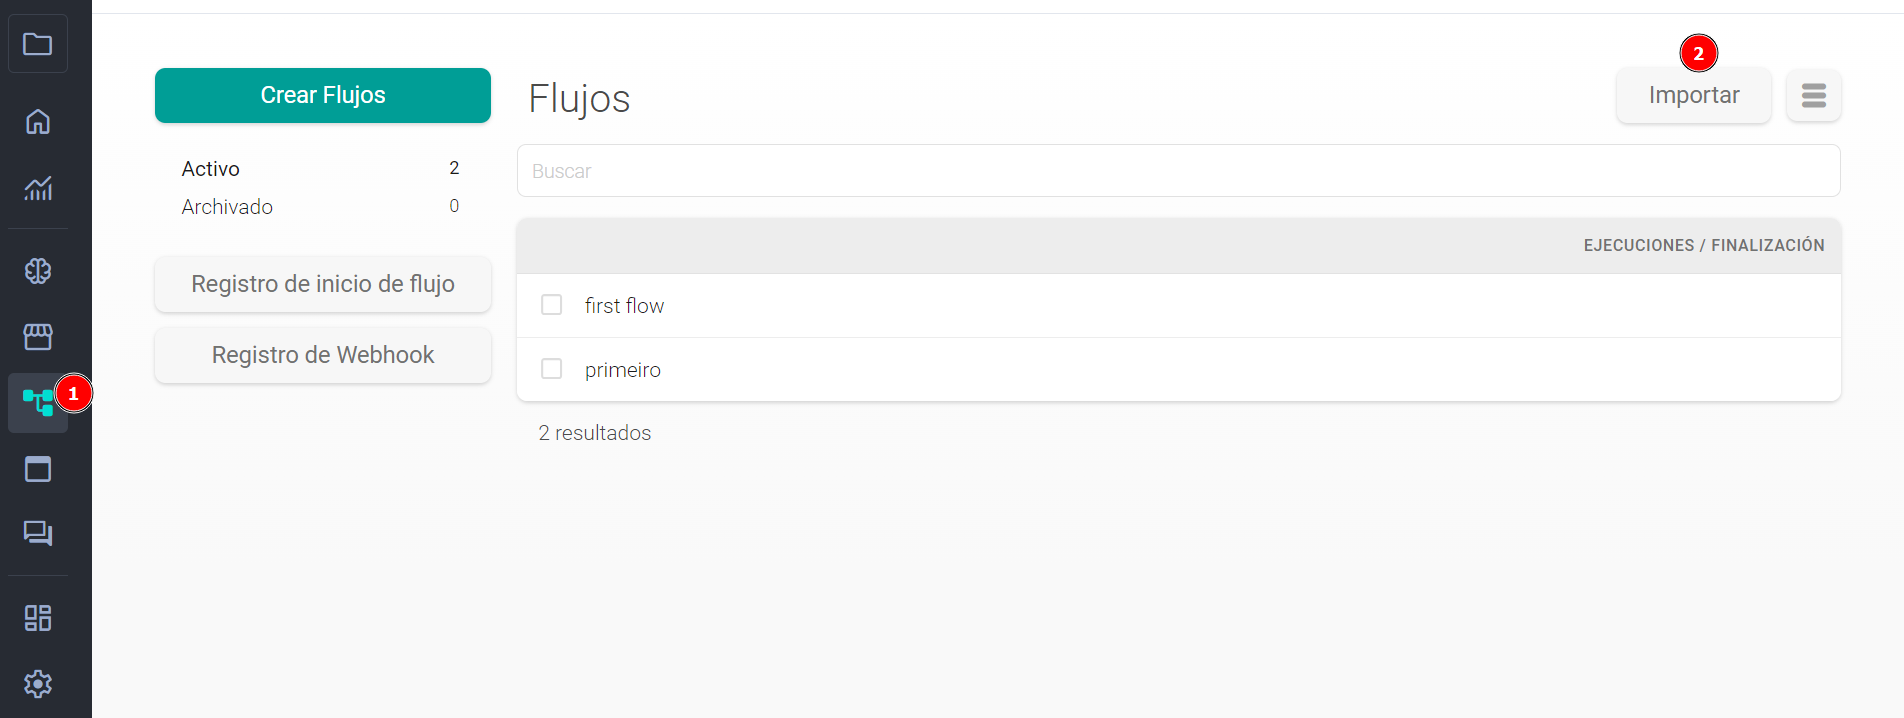 Crear Flujos
Activo 2
Archivado 0
Registro de inicio de flujo
Registro de Webhook
1
Flujos
2
Importar
Buscar
EJECUCIONES / FINALIZACIÓN
first flow
primeiro
2 resultados